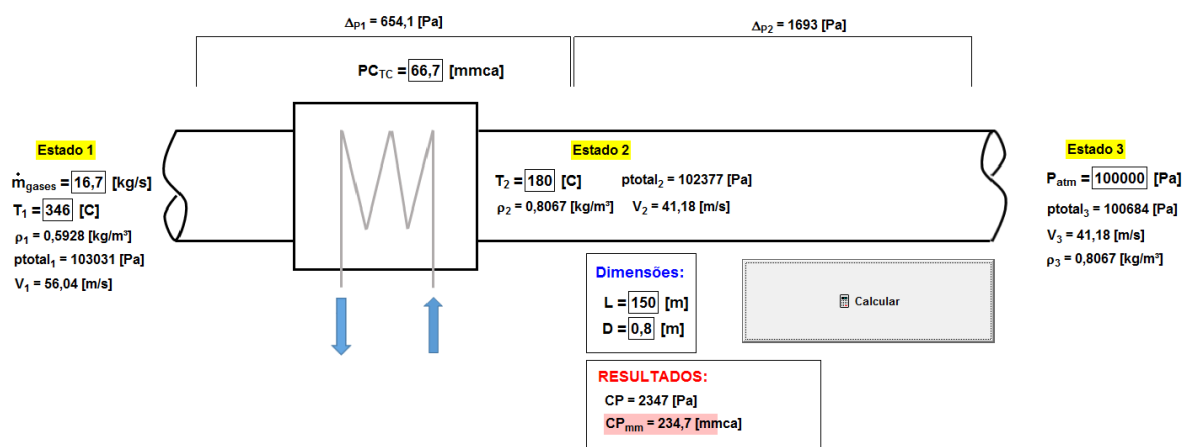 Δp1 = 654,1 [Pa]
Δp2 = 1693 [Pa]
PCTC = 66,7 [mmca]
Estado 1
ṁgases = 16,7 [kg/s]
T1 = 346 [C]
ρ1 = 0,5928 [kg/m³]
ptotal1 = 103031 [Pa]
V1 = 56,04 [m/s]
Estado 2
T2 = 180 [C] ptotal2 = 102377 [Pa]
ρ2 = 0,8067 [kg/m³] V2 = 41,18 [m/s]
Estado 3
Patm = 100000 [Pa]
ptotal3 = 100684 [Pa]
V3 = 41,18 [m/s]
ρ3 = 0,8067 [kg/m³]
Dimensões:
L = 150 [m]
D = 0,8 [m]
Calcular
RESULTADOS:
CP = 2347 [Pa]
CPmm = 234,7 [mmca]